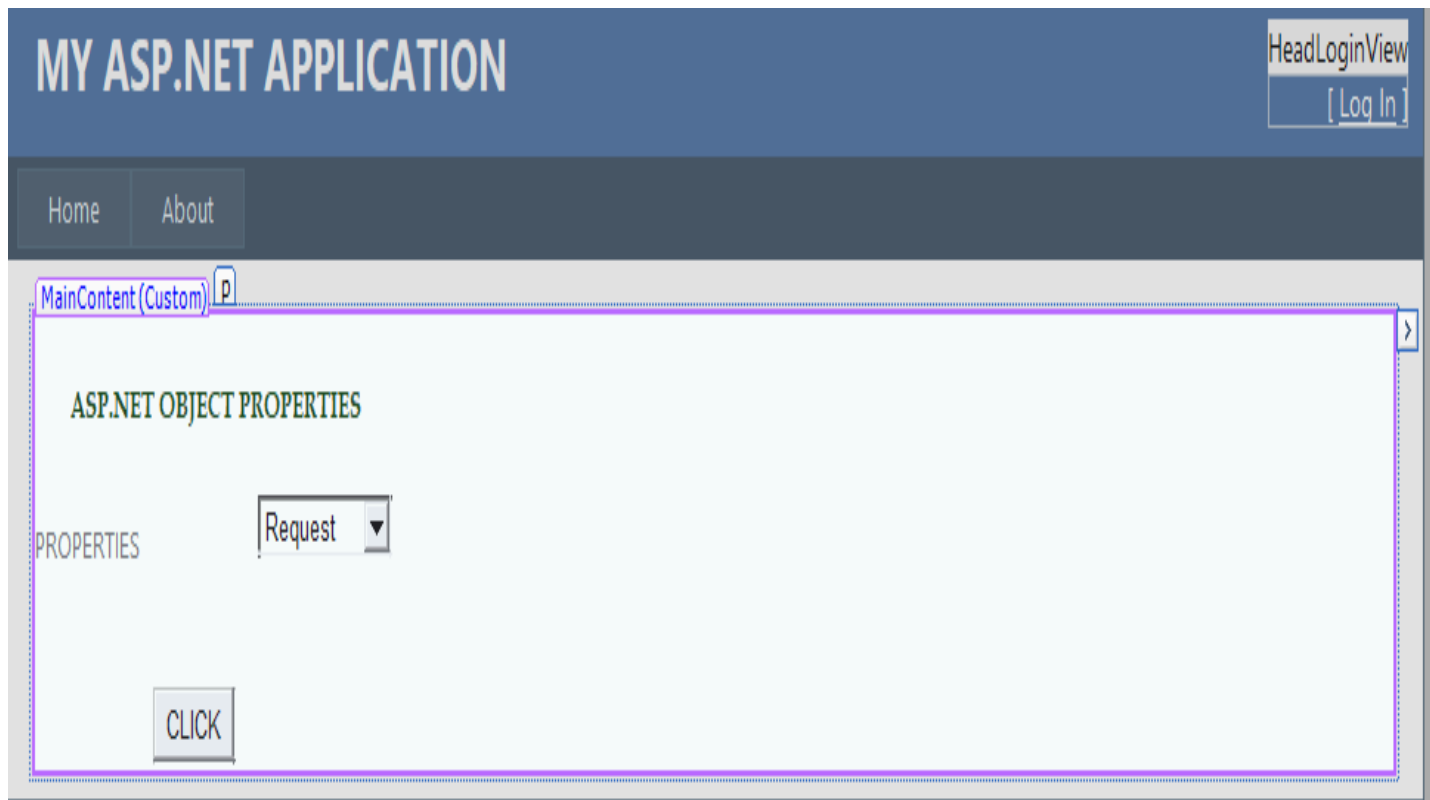 MY ASP.NET APPLICATION
HeadLoginView
[ Log In ]
Home About
MainContent (Custom) p
>
ASP.NET OBJECT PROPERTIES
Request
PROPERTIES
CLICK